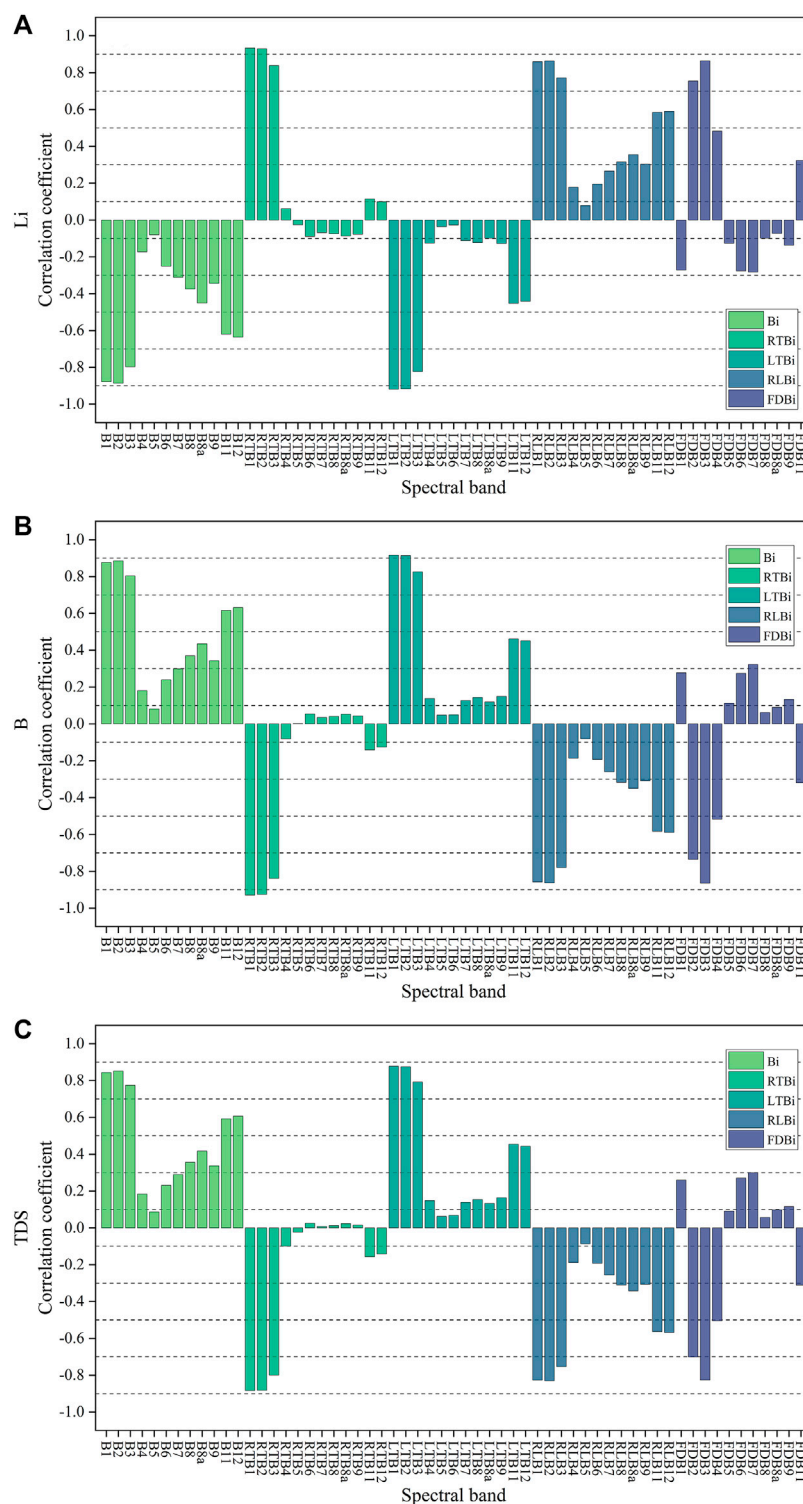 A
1.0
0.8
0.6
0.4
0.2
0.0
-0.2
-0.4
-0.6
-0.8
-1.0
Li
Correlation coefficient
Bi
RTBi
LTBi
RLBi
FDBi
B1
B2
B3
B4
B5
B6
B7
B8
B8a
B9
B11
B12
RTB1
RTB2
RTB3
RTB4
RTB5
RTB6
RTB7
RTB8
RTB8a
RTB9
RTB11
RTB12
LTB1
LTB2
LTB3
LTB4
LTB5
LTB6
LTB7
LTB8
LTB8a
LTB9
LTB11
LTB12
RLB1
RLB2
RLB3
RLB4
RLB5
RLB6
RLB7
RLB8
RLB8a
RLB9
RLB11
RLB12
FDB1
FDB2
FDB3
FDB4
FDB5
FDB6
FDB7
FDB8
FDB8a
FDB9
FDB11
Spectral band
B
1.0
0.8
0.6
0.4
0.2
0.0
-0.2
-0.4
-0.6
-0.8
-1.0
B
Correlation coefficient
Bi
RTBi
LTBi
RLBi
FDBi
B1
B2
B3
B4
B5
B6
B7
B8
B8a
B9
B11
B12
RTB1
RTB2
RTB3
RTB4
RTB5
RTB6
RTB7
RTB8
RTB8a
RTB9
RTB11
RTB12
LTB1
LTB2
LTB3
LTB4
LTB5
LTB6
LTB7
LTB8
LTB8a
LTB9
LTB11
LTB12
RLB1
RLB2
RLB3
RLB4
RLB5
RLB6
RLB7
RLB8
RLB8a
RLB9
RLB11
RLB12
FDB1
FDB2
FDB3
FDB4
FDB5
FDB6
FDB7
FDB8
FDB8a
FDB9
FDB11
Spectral band
C
1.0
0.8
0.6
0.4
0.2
0.0
-0.2
-0.4
-0.6
-0.8
-1.0
TDS
Correlation coefficient
Bi
RTBi
LTBi
RLBi
FDBi
B1
B2
B3
B4
B5
B6
B7
B8
B8a
B9
B11
B12
RTB1
RTB2
RTB3
RTB4
RTB5
RTB6
RTB7
RTB8
RTB8a
RTB9
RTB11
RTB12
LTB1
LTB2
LTB3
LTB4
LTB5
LTB6
LTB7
LTB8
LTB8a
LTB9
LTB11
LTB12
RLB1
RLB2
RLB3
RLB4
RLB5
RLB6
RLB7
RLB8
RLB8a
RLB9
RLB11
RLB12
FDB1
FDB2
FDB3
FDB4
FDB5
FDB6
FDB7
FDB8
FDB8a
FDB9
FDB11
Spectral band